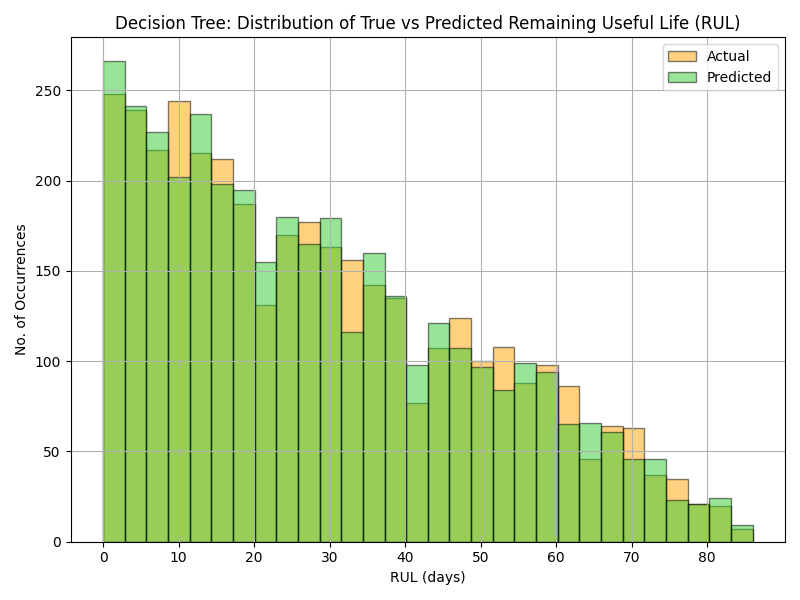 Decision Tree: Distribution of True vs Predicted Remaining Useful Life (RUL)
Actual
Predicted
No. of Occurrences
250
200
150
100
50
0
0 10 20 30 40 50 60 70 80
RUL (days)